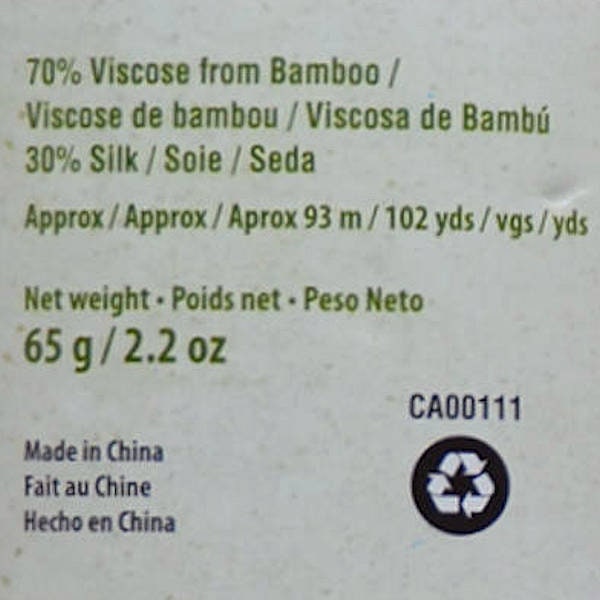 70% Viscose from Bamboo /
Viscose de bambou / Viscosa de Bambú
30% Silk / Soie / Seda
Approx / Approx / Aprox 93 m / 102 yds / vgs / yds
Net weight • Poids net • Peso Neto
65 g / 2.2 oz
CA00111
Made in China
Fait au Chine
Hecho en China